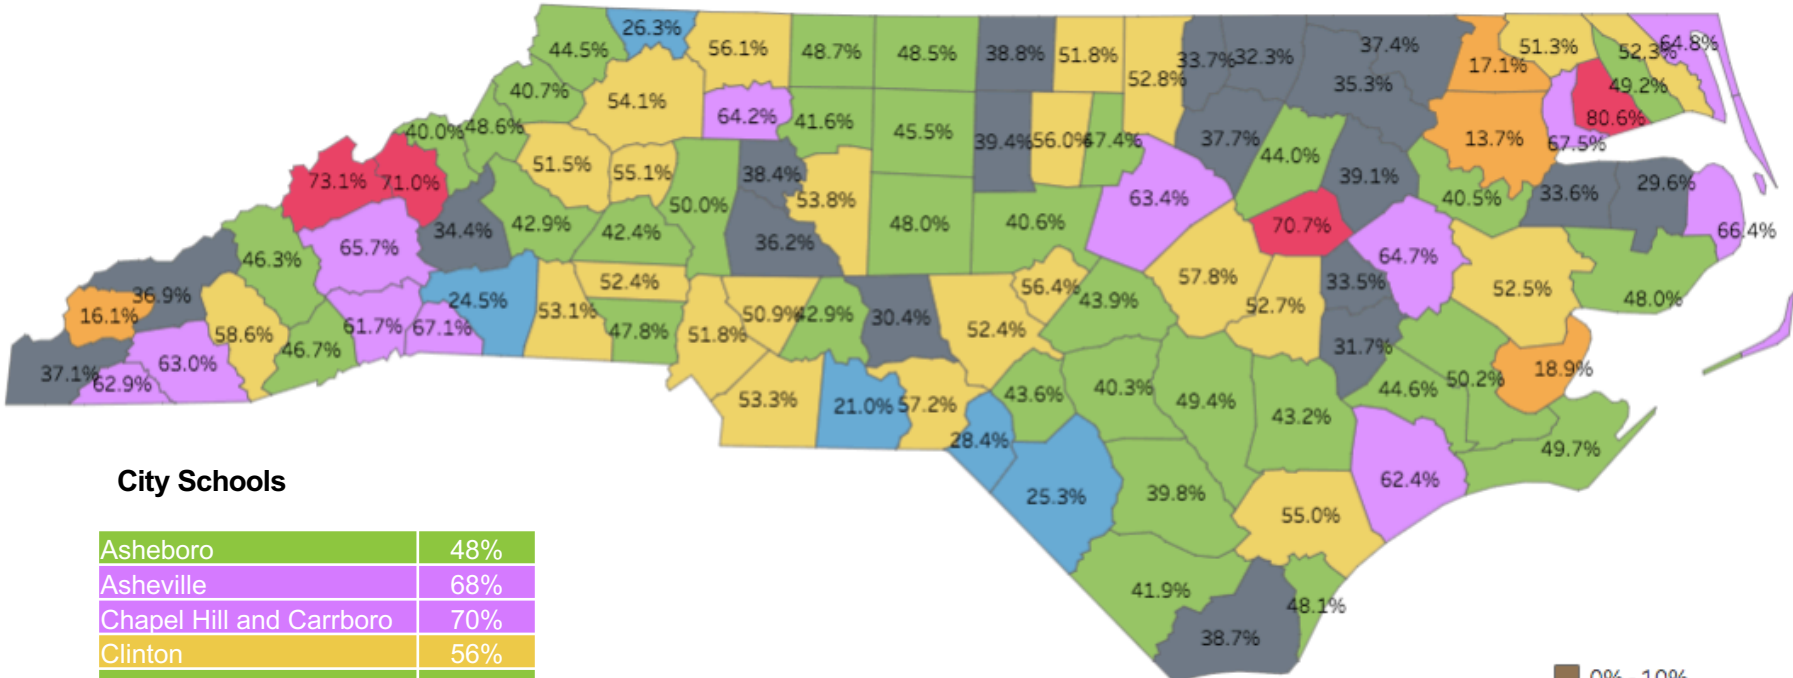 26.3%
44.5% 56.1% 48.7% 48.5% 38.8% 51.8% 52.8% 33.7% 32.3% 37.4% 17.1% 51.3% 52.3% 64.8%
40.7% 54.1% 64.2% 41.6% 35.3% 49.2%
40.0% 48.6% 45.5% 39.4% 56.0% 47.4% 37.7% 44.0% 13.7% 67.5% 80.6%
73.1% 71.0% 51.5% 55.1% 38.4% 53.8% 63.4% 39.1% 40.5% 33.6% 29.6%
34.4% 42.9% 42.4% 50.0% 36.2% 48.0% 40.6% 70.7% 66.4%
46.3% 65.7% 57.8% 64.7%
36.9% 24.5% 52.4% 56.4% 43.9% 52.7% 33.5% 52.5% 48.0%
16.1% 58.6% 61.7% 67.1% 53.1% 47.8% 51.8% 50.9% 42.9% 30.4% 52.4%
37.1% 62.9% 63.0% 46.7% 31.7% 18.9%
53.3% 21.0% 57.2% 43.6% 40.3% 49.4% 43.2% 44.6% 50.2%
28.4% 49.7%
City Schools
25.3% 39.8% 62.4%
55.0%
Asheboro 48%
Asheville 68%
Chapel Hill and Carrboro 70%
Clinton 56%
41.9% 48.1%
38.7%
0% - 10%